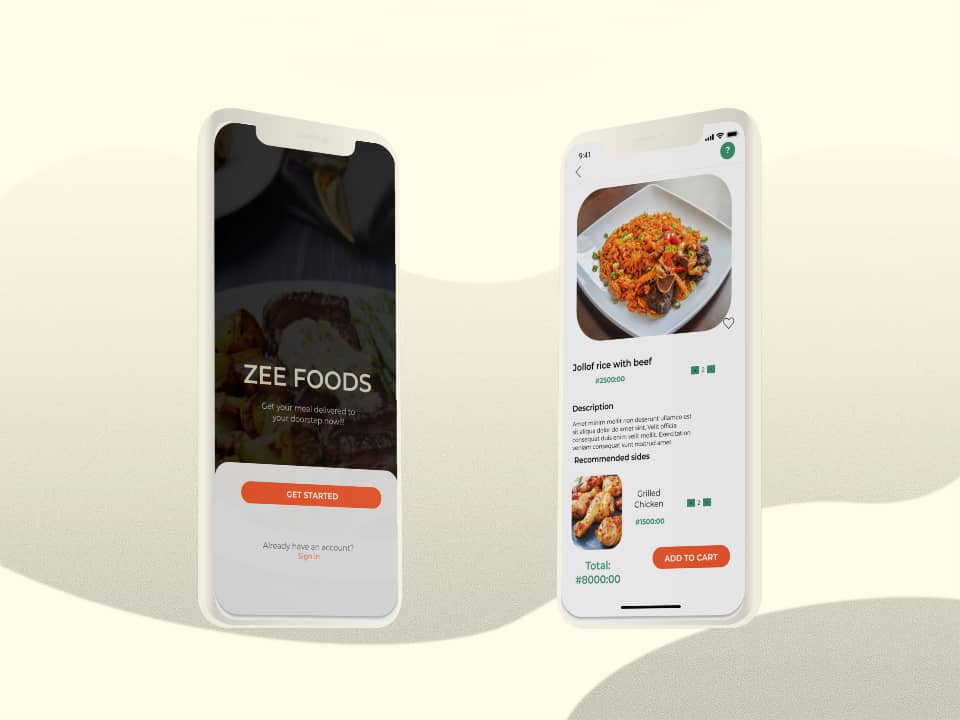 ZEE FOODS
Get your meal delivered to
your doorstep now!!
GET STARTED
Already have an account?
Sign in
9:41
?
Jollof rice with beef
#2500:00
2
Description
Amet minim mollit non deserunt ullamco est
sit aliqua dolor do amet sint. Velit officia
consequat duis enim velit mollit. Exercitation
veniam consequat sunt nostrud amet.
Recommended sides
Grilled
Chicken
2
#1500:00
ADD TO CART
Total:
#8000:00